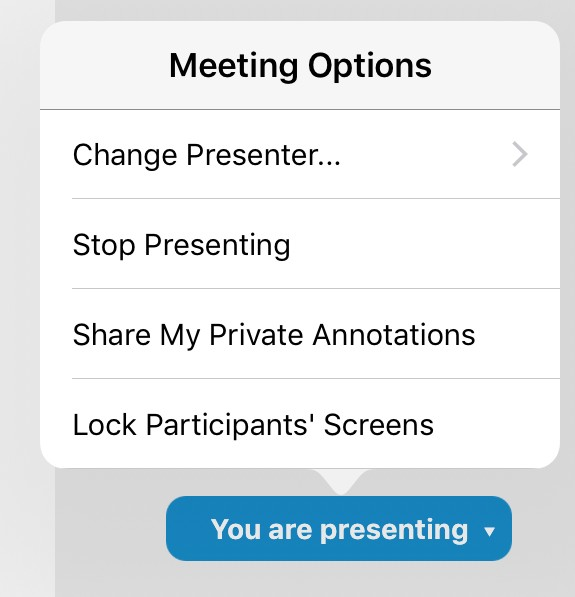 Meeting Options
Change Presenter...
Stop Presenting
Share My Private Annotations
Lock Participants' Screens
You are presenting